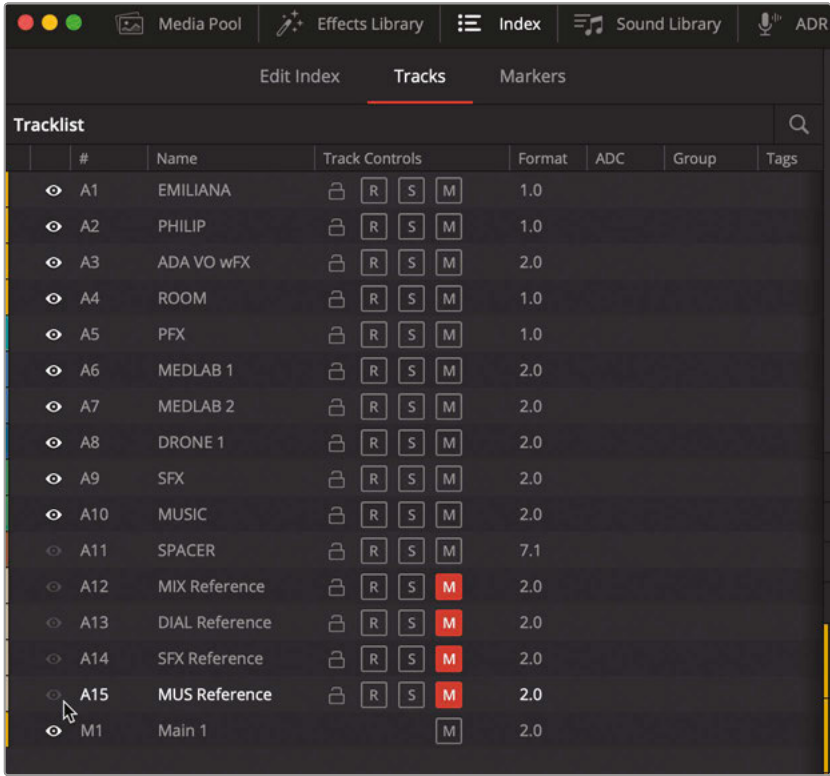 Media Pool Effects Library Index Sound Library ADR
Edit Index Tracks Markers
Tracklist
# Name Track Controls Format ADC Group Tags
A1 EMILIANA R S M 1.0
A2 PHILIP R S M 1.0
A3 ADA VO wFX R S M 2.0
A4 ROOM R S M 1.0
A5 PFX R S M 1.0
A6 MEDLAB 1 R S M 2.0
A7 MEDLAB 2 R S M 2.0
A8 DRONE 1 R S M 2.0
A9 SFX R S M 2.0
A10 MUSIC R S M 2.0
A11 SPACER R S M 7.1
A12 MIX Reference R S M 2.0
A13 DIAL Reference R S M 2.0
A14 SFX Reference R S M 2.0
A15 MUS Reference R S M 2.0
M1 Main 1 M 2.0